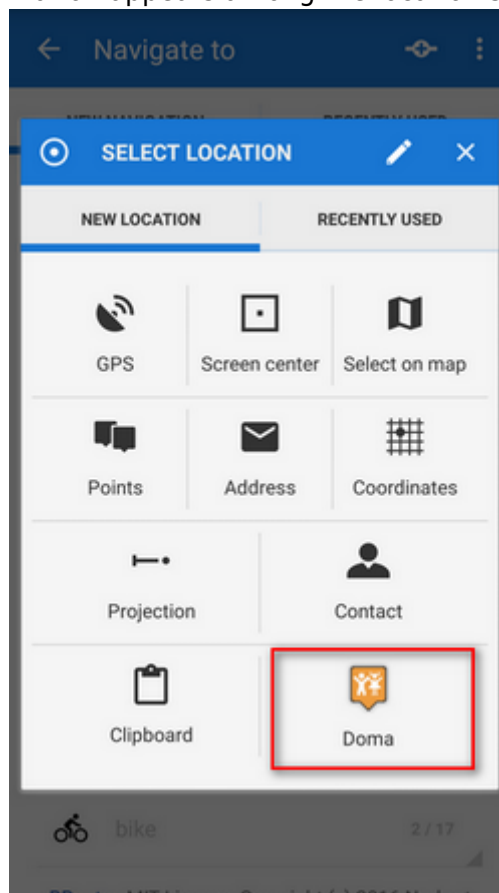 Navigate to
SELECT LOCATION
NEW LOCATION
RECENTLY USED
GPS
Screen center
Select on map
Points
Address
Coordinates
Projection
Contact
Clipboard
Doma
bike
2 / 17